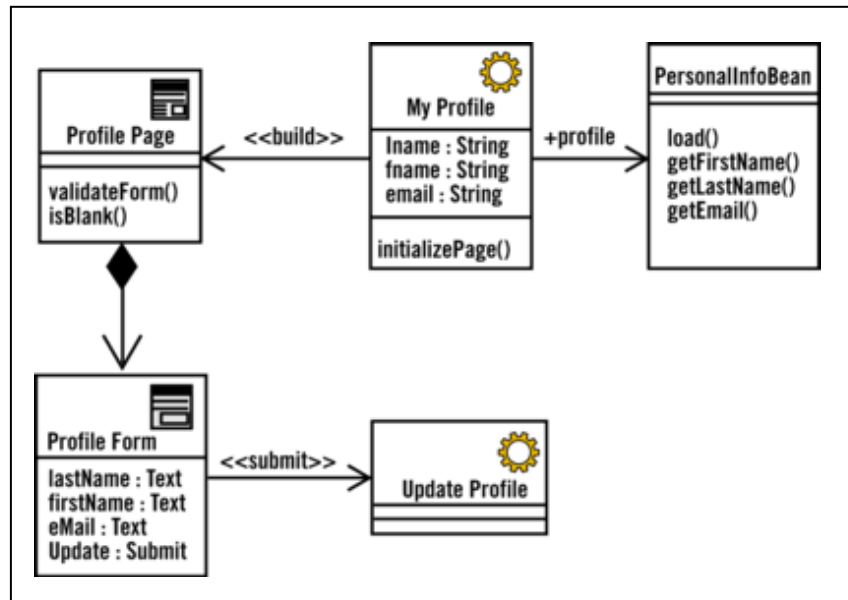 Profile Page
validateForm()
isBlank()
<<build>>
My Profile
lname : String
fname : String
email : String
initializePage()
+profile
PersonalInfoBean
load()
getFirstName()
getLastName()
getEmail()
Profile Form
lastName : Text
firstName : Text
eMail : Text
Update : Submit
<<submit>>
Update Profile